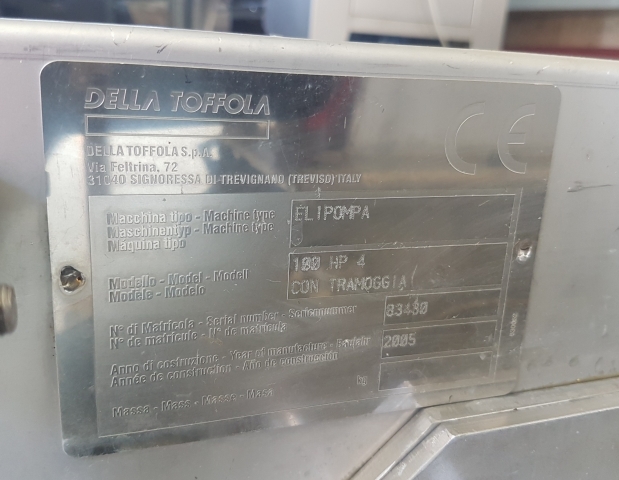 DELLA TOFFOLA
CE
DELLA TOFFOLA S.p.A.
Via Feltrina, 72
31040 SIGNORESSA DI TREVIGNANO (TREVISO) ITALY
Macchina tipo - Machine type
Maschinentyp - Machine type
Máquina tipo
ELIPOMPA
Modello - Model - Modell
Modèle - Modelo
100 HP 4
CON TRAMOGGIA
N° di Matricola - Serial number - Seriennummer
N° de matricule - N° de matrícula
83480
Anno di costruzione - Year of manufacture - Baujahr
Année de construction - Año de construcción
2005
Massa - Mass - Masse - Masa
kg